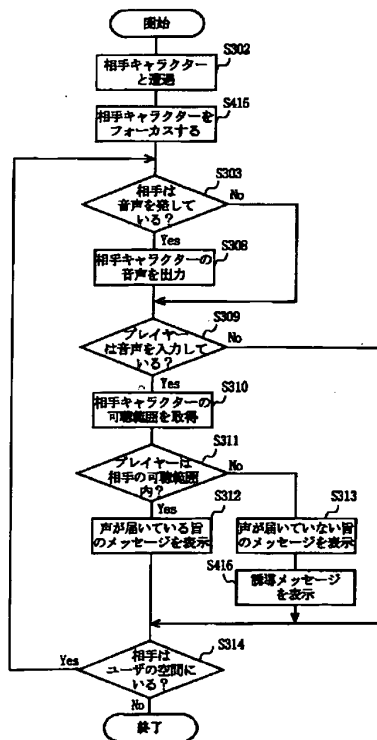 開始
S302
相手キャラクター
と遭遇
S415
相手キャラクターを
フォーカスする
S303
相手は
音声を発して
いる?
No
Yes
S308
相手キャラクターの
音声を出力
S309
プレイヤー
は音声を入力して
いる?
No
Yes
S310
相手キャラクターの
可聴範囲を取得
S311
プレイヤーは
相手の可聴範囲
内?
No
Yes
S312
声が届いている旨
のメッセージを表示
S313
声が届いていない旨
のメッセージを表示
S416
誘導メッセージ
を表示
S314
相手は
ユーザの空間に
いる?
Yes
No
終了